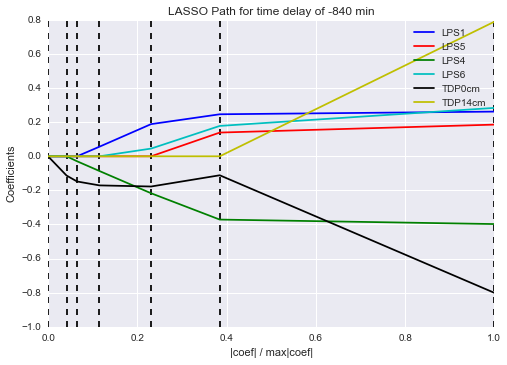 LASSO Path for time delay of -840 min
0.8
0.6
0.4
0.2
0.0
−0.2
−0.4
−0.6
−0.8
−1.0
Coefficients
LPS1
LPS5
LPS4
LPS6
TDP0cm
TDP14cm
0.0 0.2 0.4 0.6 0.8 1.0
|coef| / max|coef|